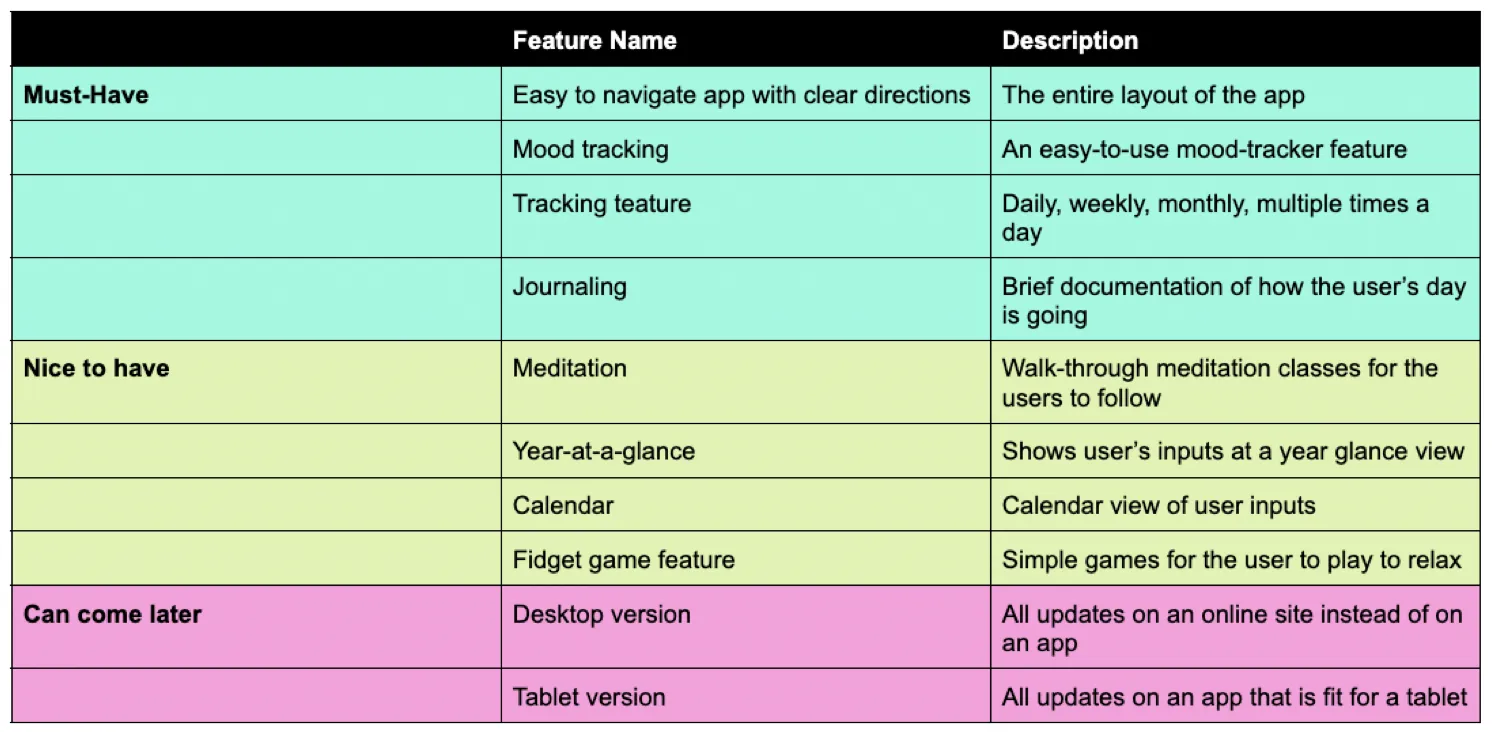 Feature Name Description
Must-Have Easy to navigate app with clear directions The entire layout of the app
Mood tracking An easy-to-use mood-tracker feature
Tracking teature Daily, weekly, monthly, multiple times a
day
Journaling Brief documentation of how the user’s day
is going
Nice to have Meditation Walk-through meditation classes for the
users to follow
Year-at-a-glance Shows user’s inputs at a year glance view
Calendar Calendar view of user inputs
Fidget game feature Simple games for the user to play to relax
Can come later Desktop version All updates on an online site instead of on
an app
Tablet version All updates on an app that is fit for a tablet